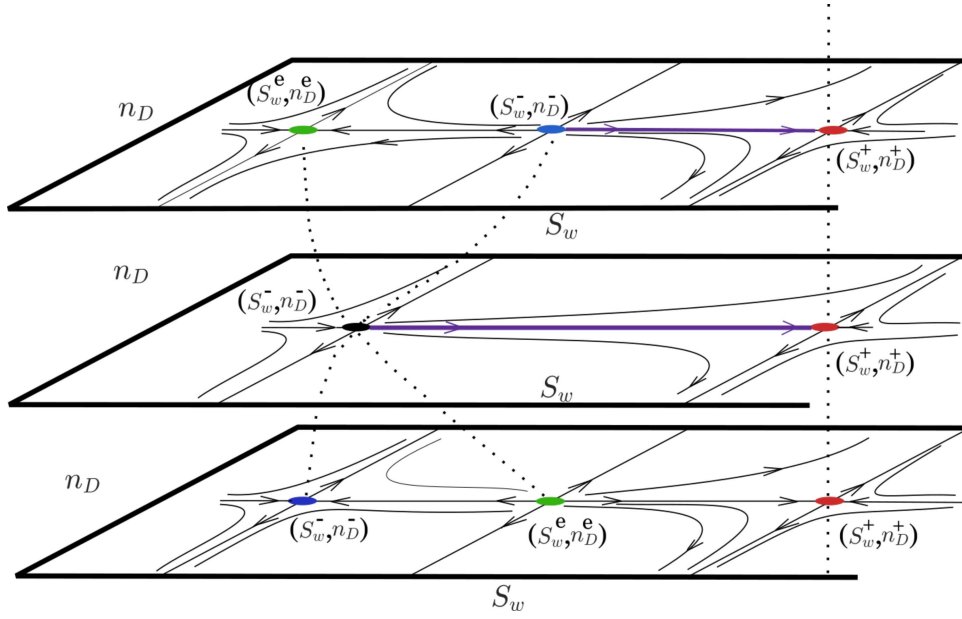 n_D
(S_w^e, n_D^e)
(S_w^-, n_D^-)
(S_w^+, n_D^+)
S_w
n_D
(S_w^-, n_D^-)
(S_w^+, n_D^+)
S_w
n_D
(S_w^-, n_D^-)
(S_w^e, n_D^e)
(S_w^+, n_D^+)
S_w